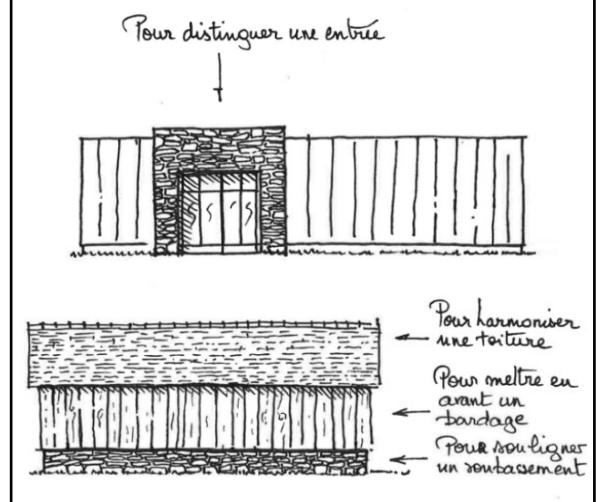 Pour distinguer une entrée
Pour harmoniser
une toiture
Pour mettre en
avant un
bardage
Pour souligner
un soubassement